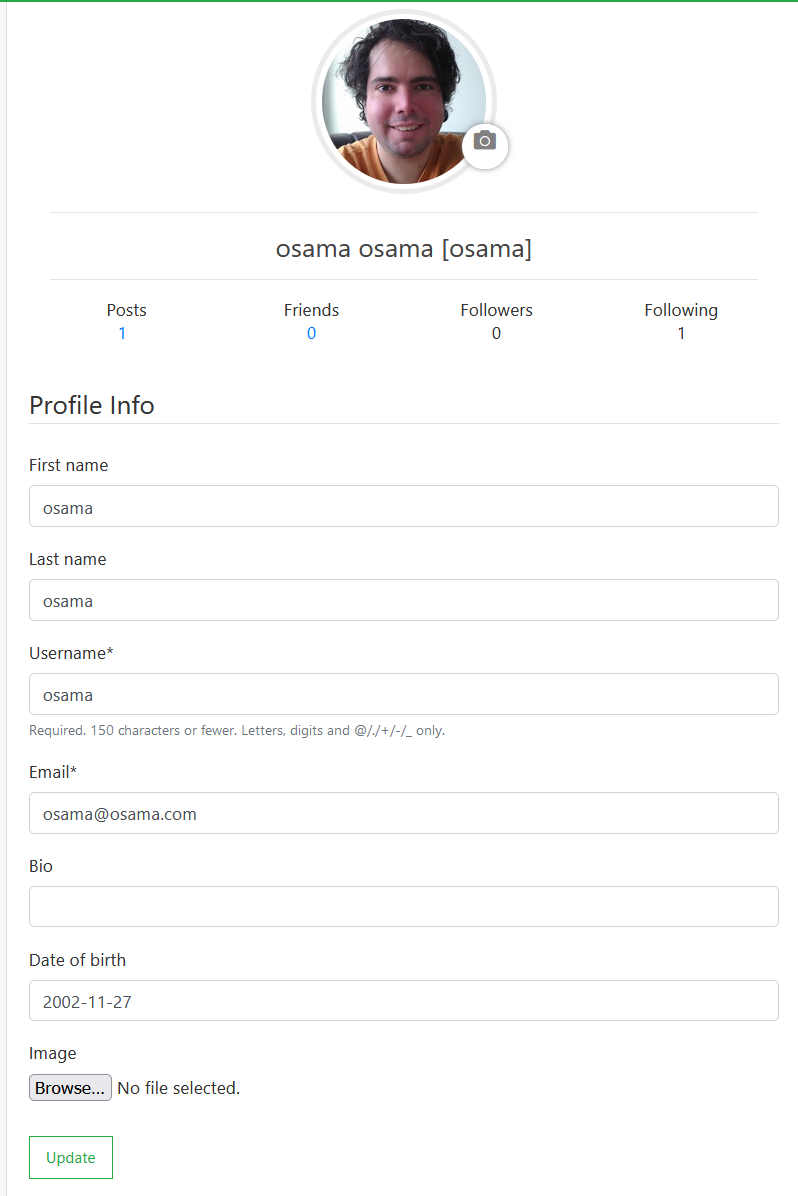 osama osama [osama]
Posts Friends Followers Following
1 0 0 1
Profile Info
First name
osama
Last name
osama
Username*
osama
Required. 150 characters or fewer. Letters, digits and @/./+/-/_ only.
Email*
osama@osama.com
Bio
Date of birth
2002-11-27
Image
Browse... No file selected.
Update